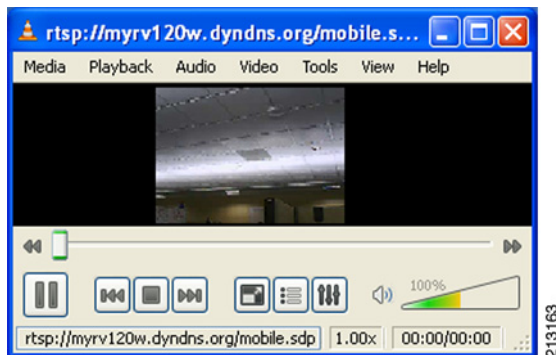 rtsp://myrv120w.dyndns.org/mobile.s...
Media Playback Audio Video Tools View Help
100%
rtsp://myrv120w.dyndns.org/mobile.sdp 1.00x 00:00/00:00
213163